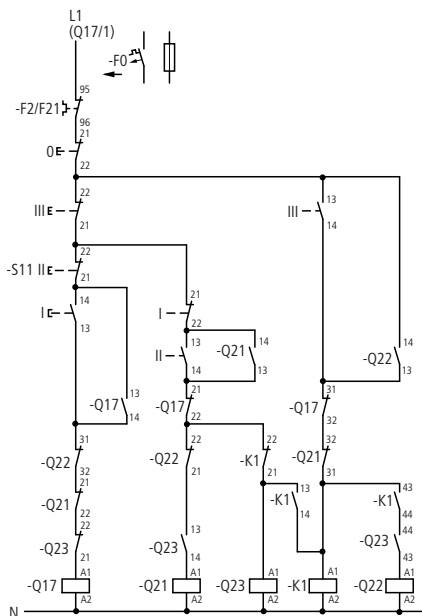 L1
(Q17/1)
-F0
95
-F2/F21
96
21
0
22
22
III
21
13
III
14
22
-S11 II
21
14
I
13
21
I
22
13
II
14
14
-Q21
13
14
-Q22
13
13
-Q17
14
21
-Q17
22
31
-Q17
32
31
-Q22
32
22
-Q22
21
22
-K1
21
32
-Q21
31
21
-Q21
22
13
-K1
14
43
-K1
44
22
-Q23
21
13
-Q23
14
44
-Q23
43
A1
-Q17
A2
A1
-Q21
A2
A1
-Q23
A2
A1
-K1
A2
A1
-Q22
A2
N